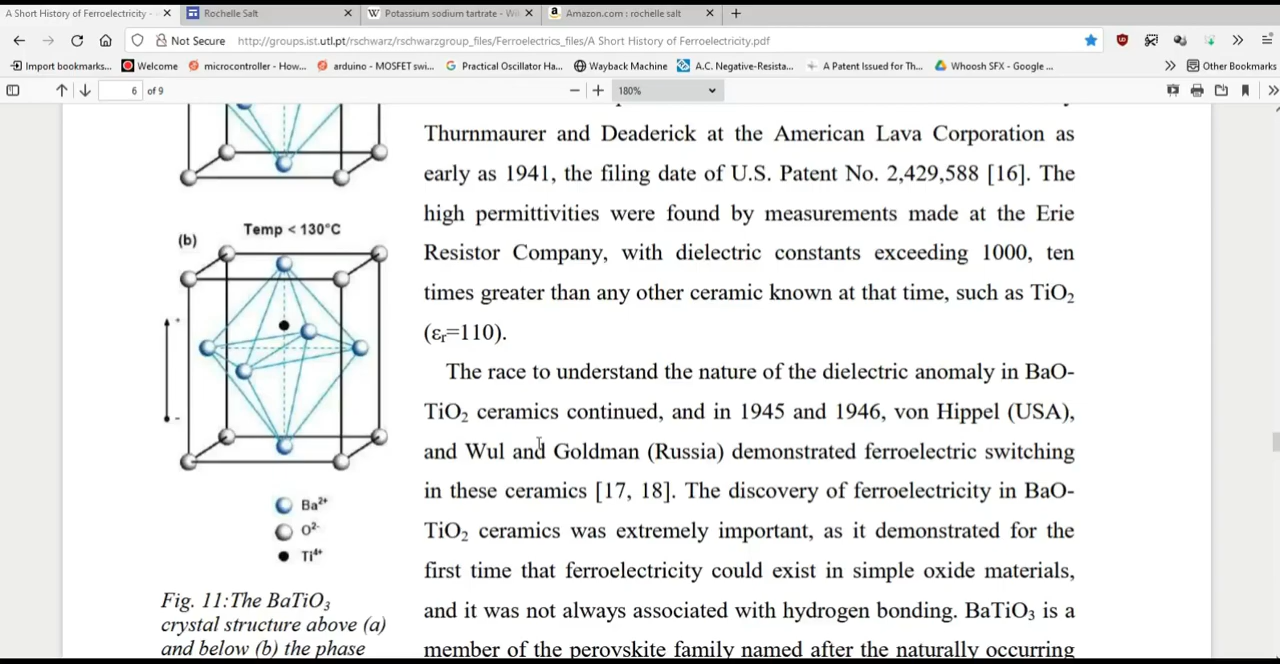 A Short History of Ferroelectricity -
Rochelle Salt
Potassium sodium tartrate - Wi
Amazon.com : rochelle salt
Not Secure
http://groups.ist.utl.pt/rschwarz/rschwarzgroup_files/Ferroelectrics_files/A Short History of Ferroelectricity.pdf
Import bookmarks...
Welcome
microcontroller - How...
arduino - MOSFET swi...
Practical Oscillator Ha...
Wayback Machine
A.C. Negative-Resista...
A Patent Issued for Th...
Whoosh SFX - Google ...
Other Bookmarks
6 of 9
180%
Temp < 130°C
(b)
+
-
Ba²⁺
O²⁻
Ti⁴⁺
Fig. 11:The BaTiO₃
crystal structure above (a)
and below (b) the phase
Thurnmaurer and Deaderick at the American Lava Corporation as
early as 1941, the filing date of U.S. Patent No. 2,429,588 [16]. The
high permittivities were found by measurements made at the Erie
Resistor Company, with dielectric constants exceeding 1000, ten
times greater than any other ceramic known at that time, such as TiO₂
(εᵣ=110).
The race to understand the nature of the dielectric anomaly in BaO-
TiO₂ ceramics continued, and in 1945 and 1946, von Hippel (USA),
and Wul and Goldman (Russia) demonstrated ferroelectric switching
in these ceramics [17, 18]. The discovery of ferroelectricity in BaO-
TiO₂ ceramics was extremely important, as it demonstrated for the
first time that ferroelectricity could exist in simple oxide materials,
and it was not always associated with hydrogen bonding. BaTiO₃ is a
member of the perovskite family named after the naturally occurring